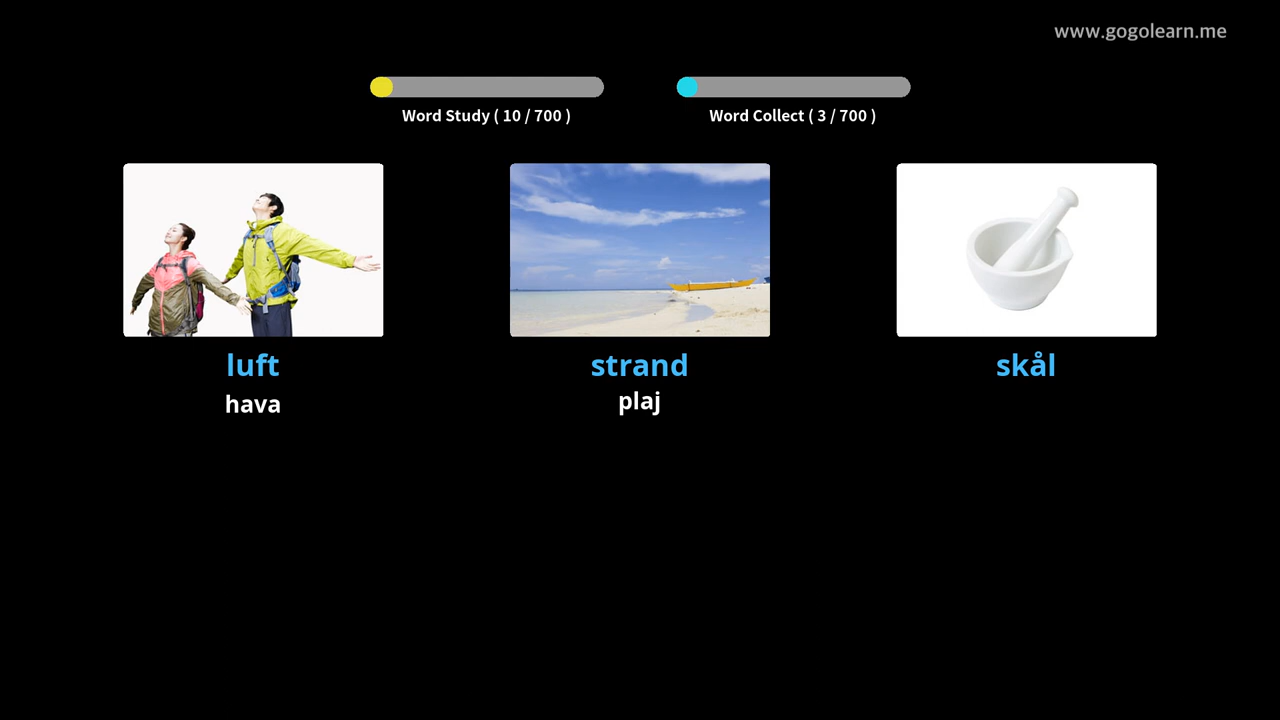 www.gogolearn.me
Word Study ( 10 / 700 )
Word Collect ( 3 / 700 )
luft
strand
skål
hava
plaj